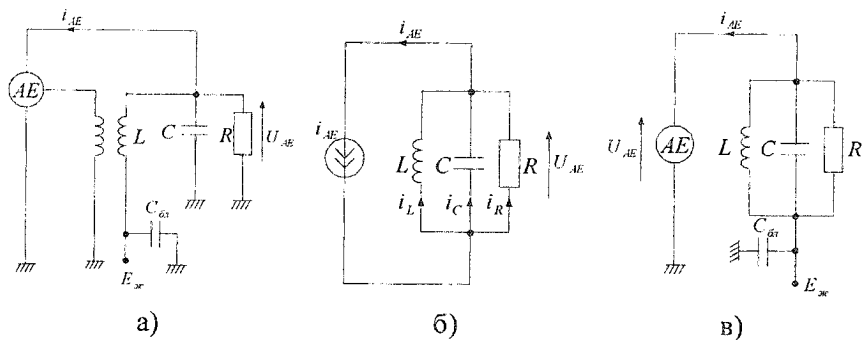 i_AE
AE
L
C
R
U_AE
C_бл
E_ж
а)
i_AE
i_AE
L
C
R
U_AE
i_L
i_C
i_R
б)
i_AE
U_AE
AE
L
C
R
C_бл
E_ж
в)